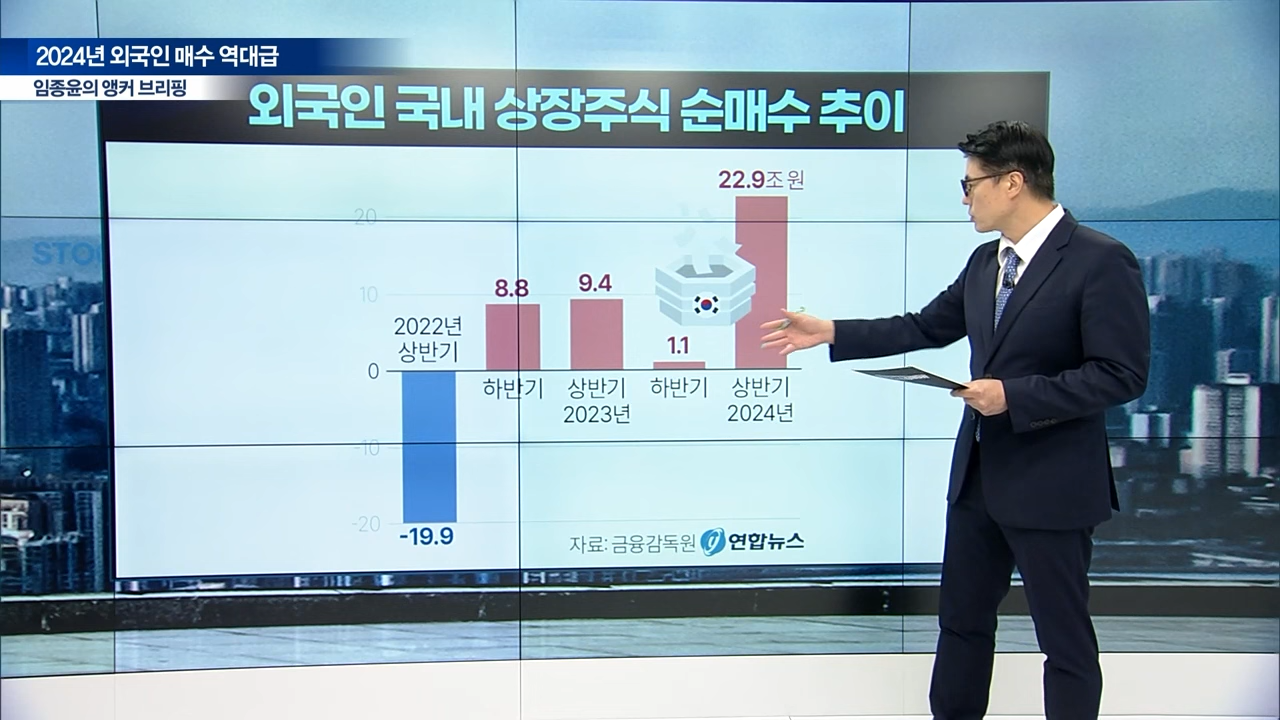 2024년 외국인 매수 역대급
임종윤의 앵커 브리핑
외국인 국내 상장주식 순매수 추이
22.9조 원
20
STO
8.8
9.4
10
2022년
상반기
1.1
0
하반기
상반기
2023년
하반기
상반기
2024년
-10
-20
-19.9
자료: 금융감독원 연합뉴스